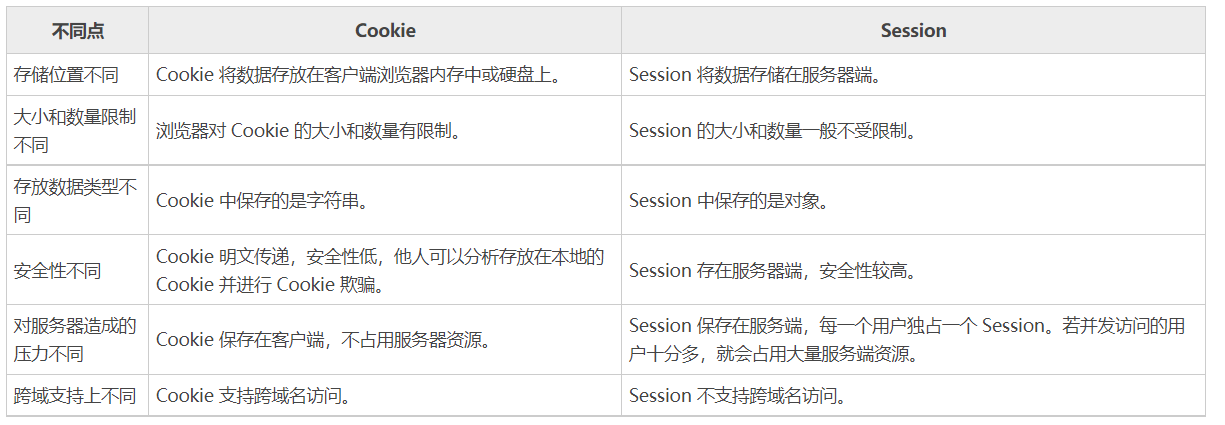 不同点 Cookie Session
存储位置不同 Cookie 将数据存放在客户端浏览器内存中或硬盘上。 Session 将数据存储在服务器端。
大小和数量限制
不同 浏览器对 Cookie 的大小和数量有限制。 Session 的大小和数量一般不受限制。
存放数据类型不
同 Cookie 中保存的是字符串。 Session 中保存的是对象。
安全性不同 Cookie 明文传递，安全性低，他人可以分析存放在本地的
Cookie 并进行 Cookie 欺骗。 Session 存在服务器端，安全性较高。
对服务器造成的
压力不同 Cookie 保存在客户端，不占用服务器资源。 Session 保存在服务端，每一个用户独占一个 Session。若并发访问的用
户十分多，就会占用大量服务端资源。
跨域支持上不同 Cookie 支持跨域名访问。 Session 不支持跨域名访问。